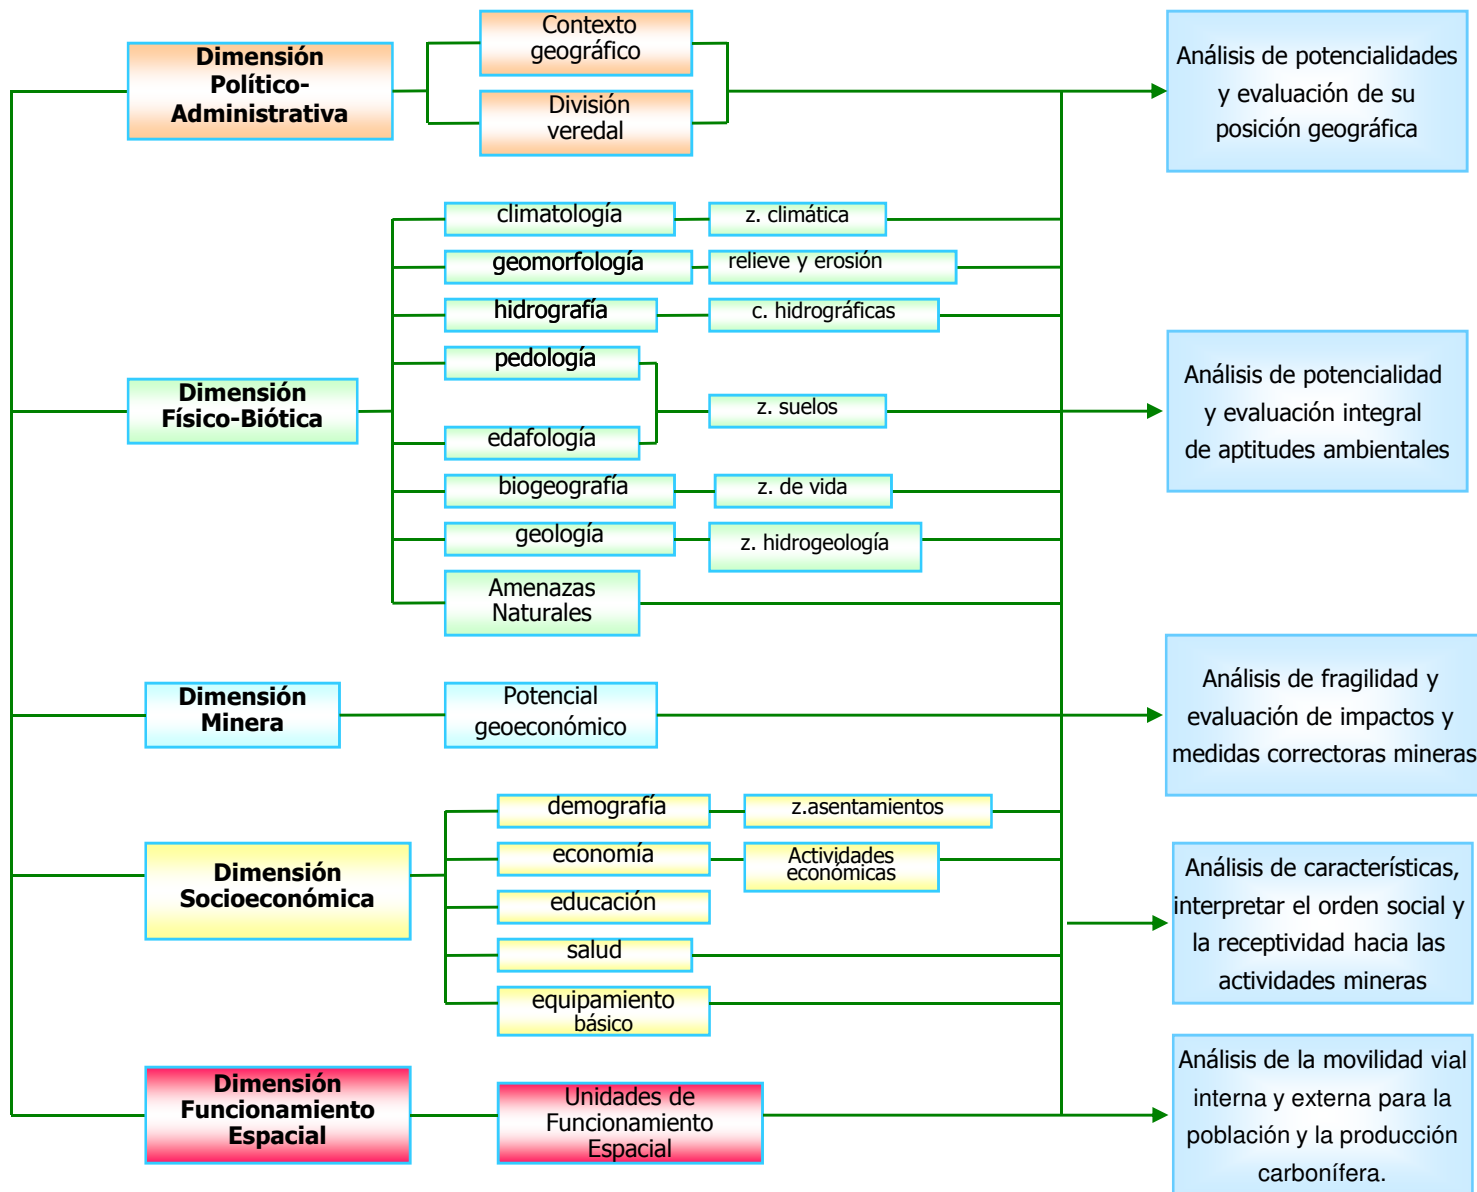 Dimensión
Político-
Administrativa
Contexto
geográfico
División
veredal
Análisis de potencialidades
y evaluación de su
posición geográfica
Dimensión
Físico-Biótica
climatología
z. climática
geomorfología
relieve y erosión
hidrografía
c. hidrográficas
pedología
edafología
z. suelos
biogeografía
z. de vida
geología
z. hidrogeología
Amenazas
Naturales
Análisis de potencialidad
y evaluación integral
de aptitudes ambientales
Dimensión
Minera
Potencial
geoeconómico
Análisis de fragilidad y
evaluación de impactos y
medidas correctoras mineras
Dimensión
Socioeconómica
demografía
z.asentamientos
economía
Actividades
económicas
educación
salud
equipamiento
básico
Análisis de características,
interpretar el orden social y
la receptividad hacia las
actividades mineras
Dimensión
Funcionamiento
Espacial
Unidades de
Funcionamiento
Espacial
Análisis de la movilidad vial
interna y externa para la
población y la producción
carbonífera.